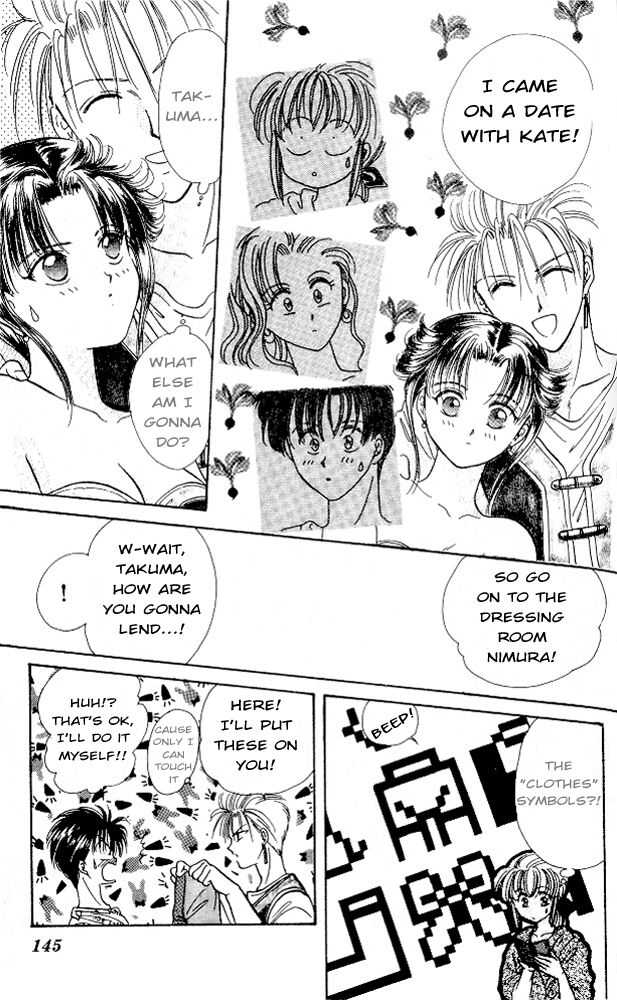 I CAME
ON A DATE
WITH KATE!
TAK-
UMA...
WHAT
ELSE
AM I
GONNA
DO?
SO GO
ON TO THE
DRESSING
ROOM
NIMURA!
W-WAIT,
TAKUMA,
HOW ARE
YOU GONNA
LEND...!
!
BEEP!
THE
"CLOTHES"
SYMBOLS?!
HERE!
I'LL PUT
THESE ON
YOU!
CAUSE
ONLY I
CAN
TOUCH
IT
HUH!?
THAT'S OK,
I'LL DO IT
MYSELF!!
145